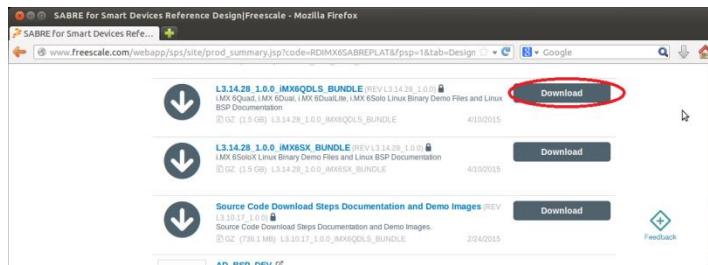 SABRE for Smart Devices Reference Design|Freescale - Mozilla Firefox
SABRE for Smart Devices Refe...
www.freescale.com/webapp/sps/site/prod_summary.jsp?code=RDIMX6SABREPLAT&fpsp=1&tab=Design
Google
L3.14.28_1.0.0_iMX6QDLS_BUNDLE (REV L3.14.28_1.0.0)
i.MX 6Quad, i.MX 6Dual, i.MX 6DualLite, i.MX 6Solo Linux Binary Demo Files and Linux
BSP Documentation
GZ (1.5 GB) L3.14.28_1.0.0_iMX6QDLS_BUNDLE 4/10/2015
Download
L3.14.28_1.0.0_iMX6SX_BUNDLE (REV L3.14.28_1.0.0)
i.MX 6SoloX Linux Binary Demo Files and Linux BSP Documentation
GZ (1.5 GB) L3.14.28_1.0.0_iMX6SX_BUNDLE 4/10/2015
Download
Source Code Download Steps Documentation and Demo Images (REV
L3.10.17_1.0.0)
Source Code Download Steps Documentation and Demo Images.
GZ (736.1 MB) L3.10.17_1.0.0_IMX6QDLS_BUNDLE 2/24/2015
Download
Feedback
AD_BSP_DEV